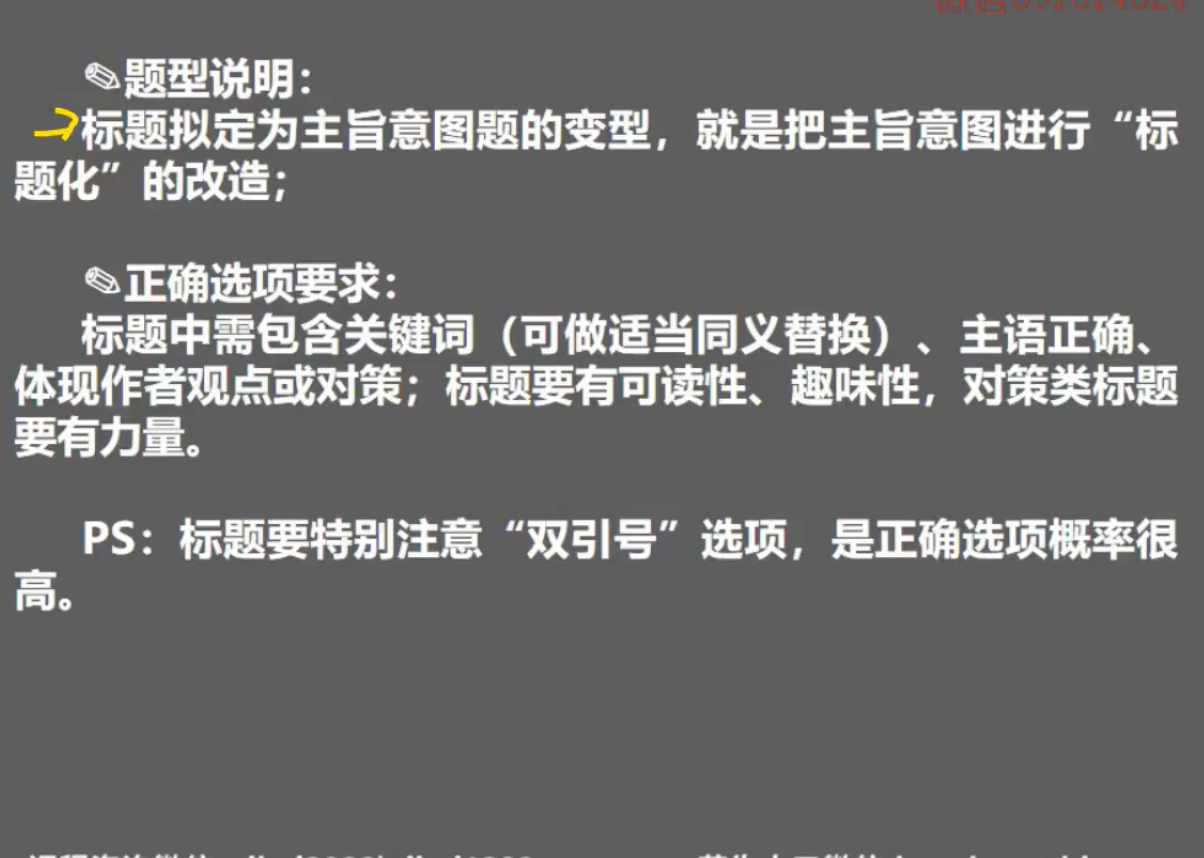 ✎题型说明：
标题拟定为主旨意图题的变型，就是把主旨意图进行“标
题化”的改造；
✎正确选项要求：
标题中需包含关键词（可做适当同义替换）、主语正确、
体现作者观点或对策；标题要有可读性、趣味性，对策类标题
要有力量。
PS：标题要特别注意“双引号”选项，是正确选项概率很
高。